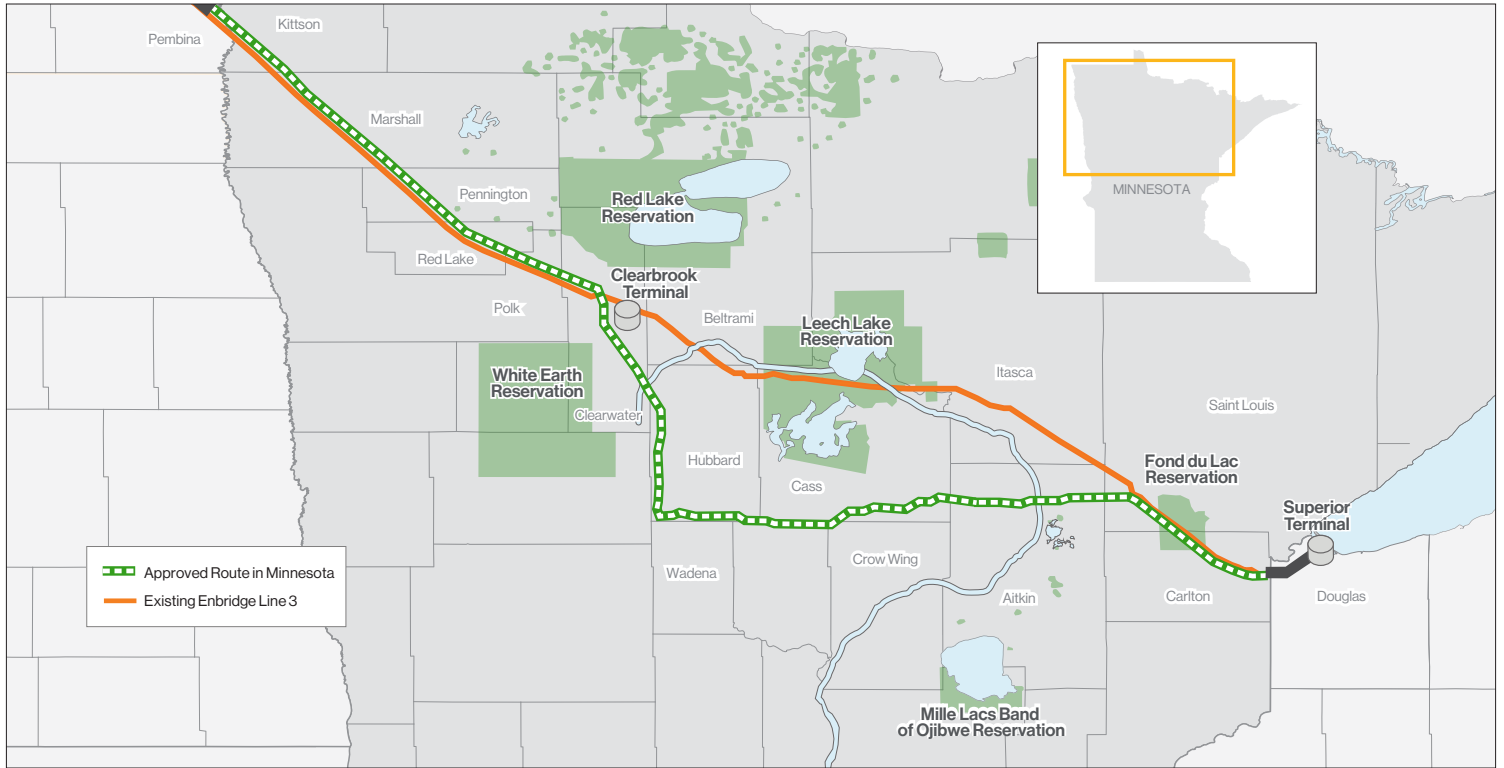 Kittson
Pembina
Marshall
MINNESOTA
Pennington
Red Lake
Reservation
Red Lake
Clearbrook
Terminal
Polk
Beltrami
Leech Lake
Reservation
White Earth
Reservation
Itasca
Clearwater
Saint Louis
Hubbard
Fond du Lac
Reservation
Cass
Superior
Terminal
Crow Wing
Approved Route in Minnesota
Wadena
Existing Enbridge Line 3
Aitkin
Carlton
Douglas
Mille Lacs Band
of Ojibwe Reservation